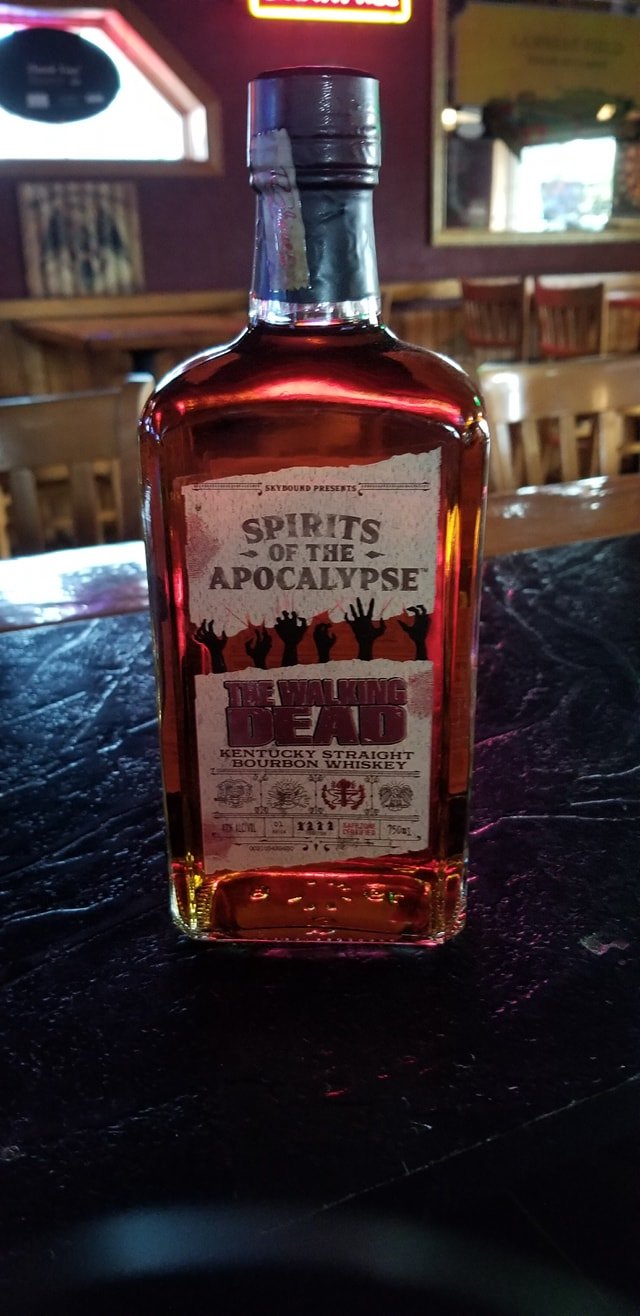 SKYBOUND PRESENTS
SPIRITS
OF THE
APOCALYPSE™
THE WALKING
DEAD
KENTUCKY STRAIGHT
BOURBON WHISKEY
750ml